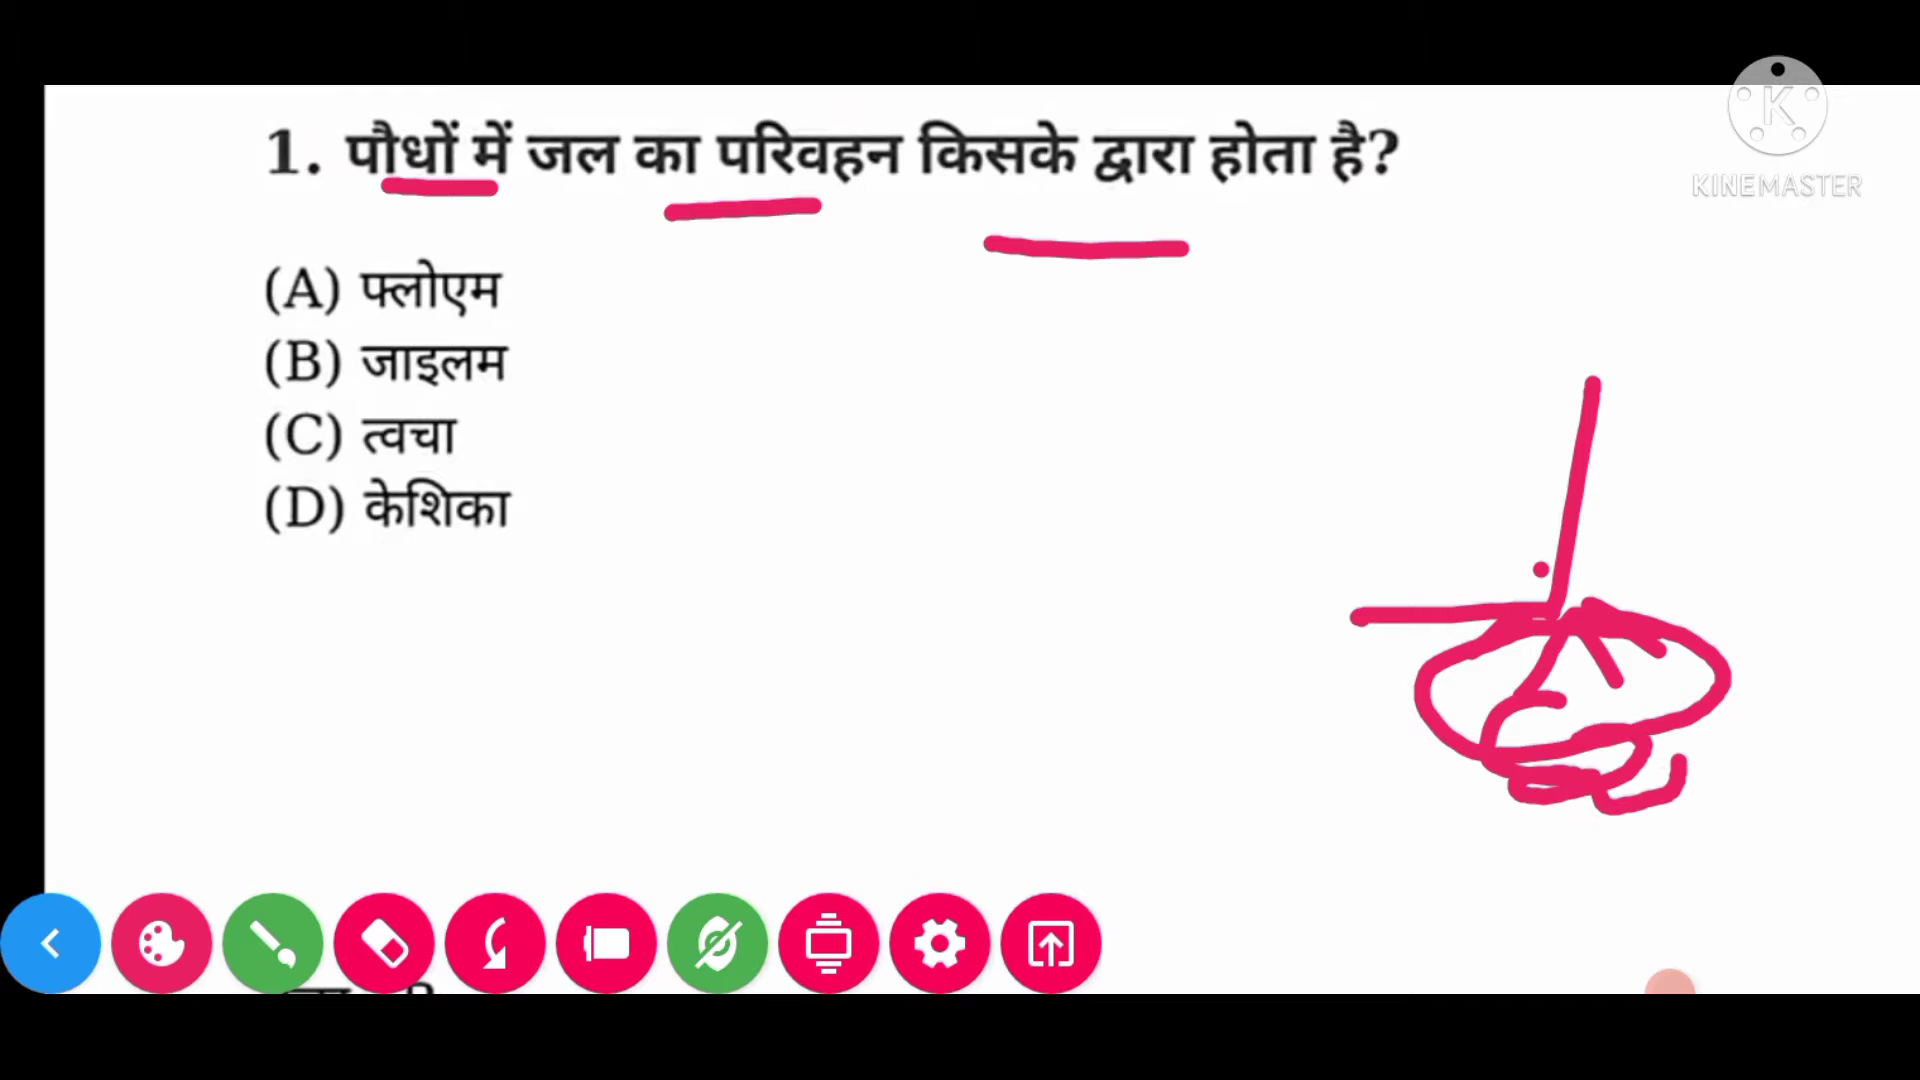 1. पौधों में जल का परिवहन किसके द्वारा होता है?
(A) फ्लोएम
(B) जाइलम
(C) त्वचा
(D) केशिका
K
KINEMASTER